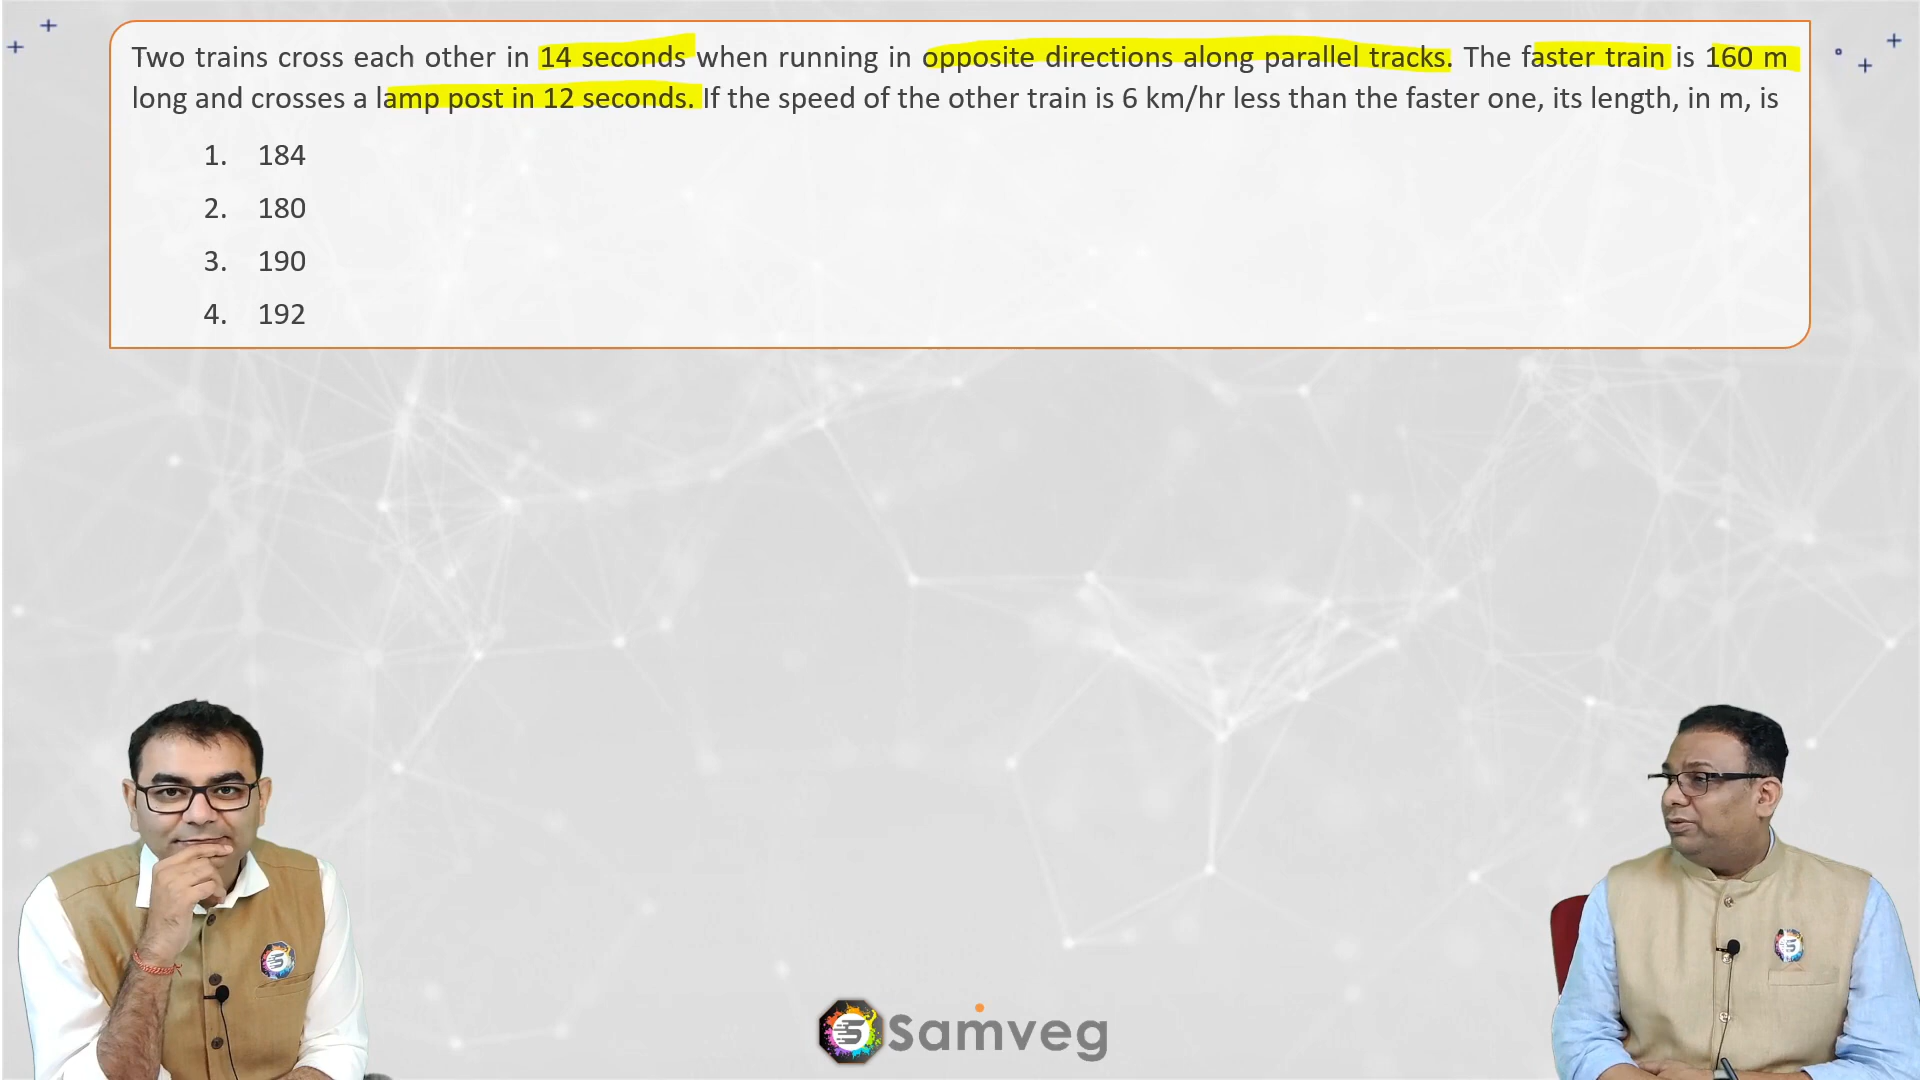 Two trains cross each other in 14 seconds when running in opposite directions along parallel tracks. The faster train is 160 m
long and crosses a lamp post in 12 seconds. If the speed of the other train is 6 km/hr less than the faster one, its length, in m, is
1. 184
2. 180
3. 190
4. 192
Samveg